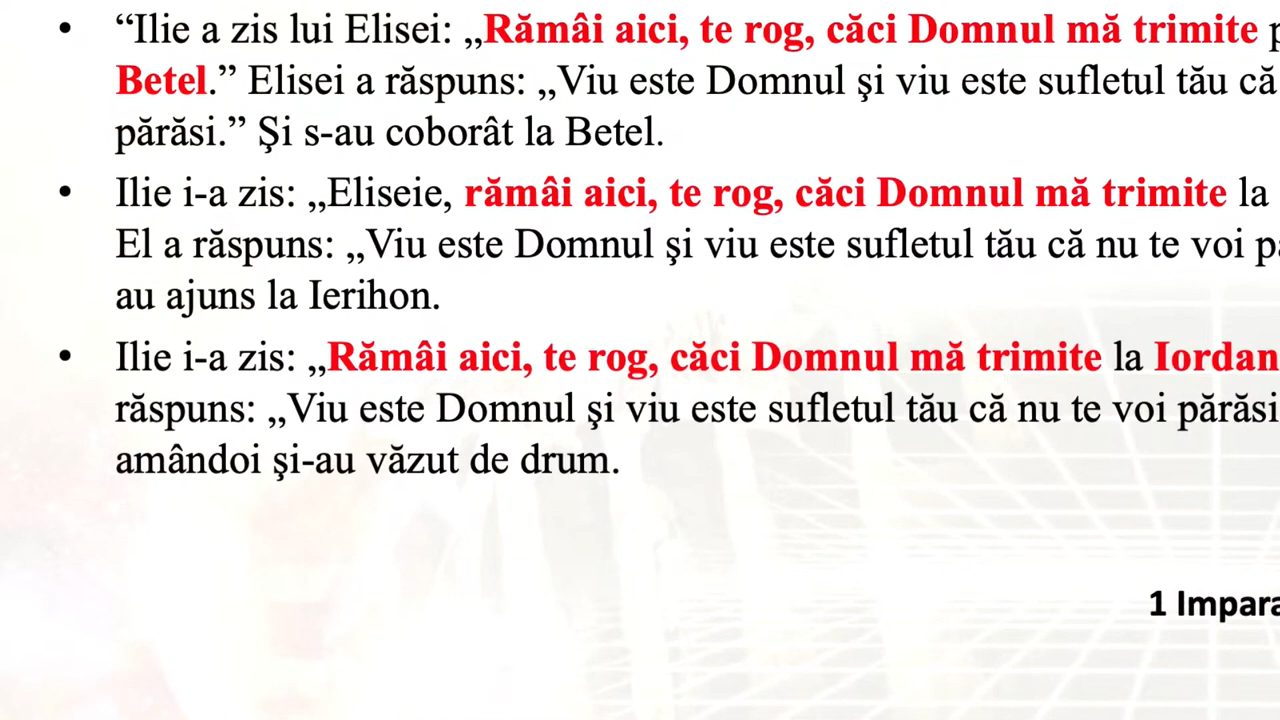 • “Ilie a zis lui Elisei: „Rămâi aici, te rog, căci Domnul mă trimite
Betel.” Elisei a răspuns: „Viu este Domnul şi viu este sufletul tău că
părăsi.” Şi s-au coborât la Betel.
• Ilie i-a zis: „Eliseie, rămâi aici, te rog, căci Domnul mă trimite la
El a răspuns: „Viu este Domnul şi viu este sufletul tău că nu te voi
au ajuns la Ierihon.
• Ilie i-a zis: „Rămâi aici, te rog, căci Domnul mă trimite la Iordan
răspuns: „Viu este Domnul şi viu este sufletul tău că nu te voi părăsi
amândoi şi-au văzut de drum.
1